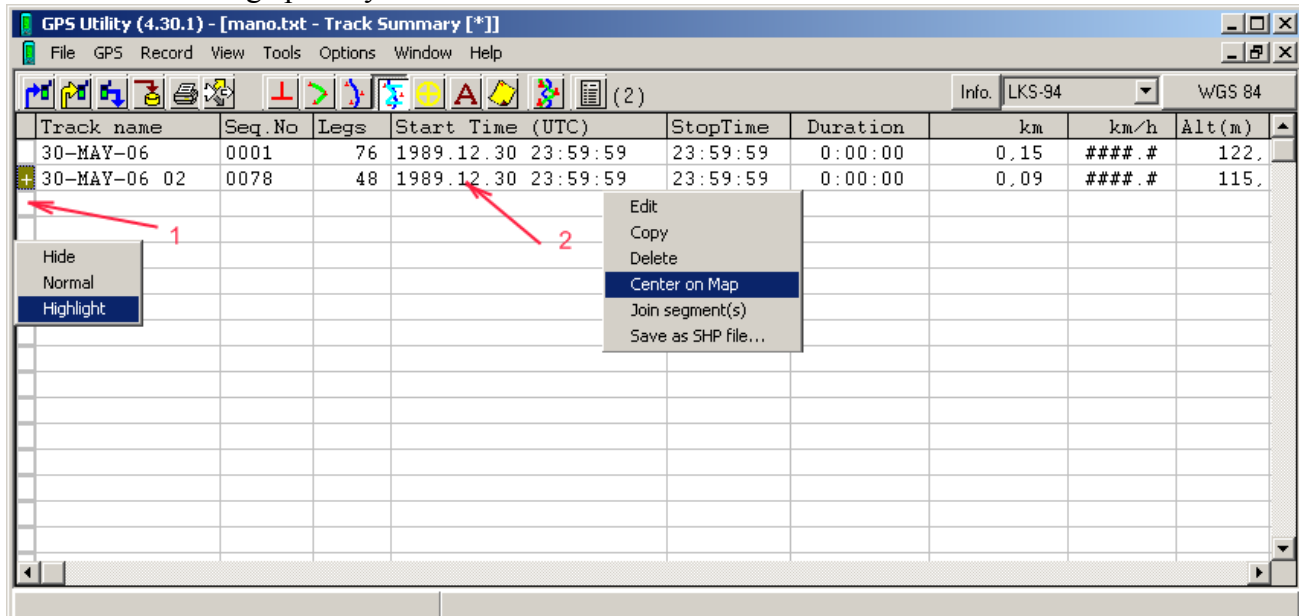 GPS Utility (4.30.1) - [mano.txt - Track Summary [*]]
File GPS Record View Tools Options Window Help
A (2) Info. LKS-94 WGS 84
Track name Seq.No Legs Start Time (UTC) StopTime Duration km km/h Alt(m)
30-MAY-06 0001 76 1989.12.30 23:59:59 23:59:59 0:00:00 0,15 ####.# 122,
+ 30-MAY-06 02 0078 48 1989.12.30 23:59:59 23:59:59 0:00:00 0,09 ####.# 115,
1
2
Hide
Normal
Highlight
Edit
Copy
Delete
Center on Map
Join segment(s)
Save as SHP file...